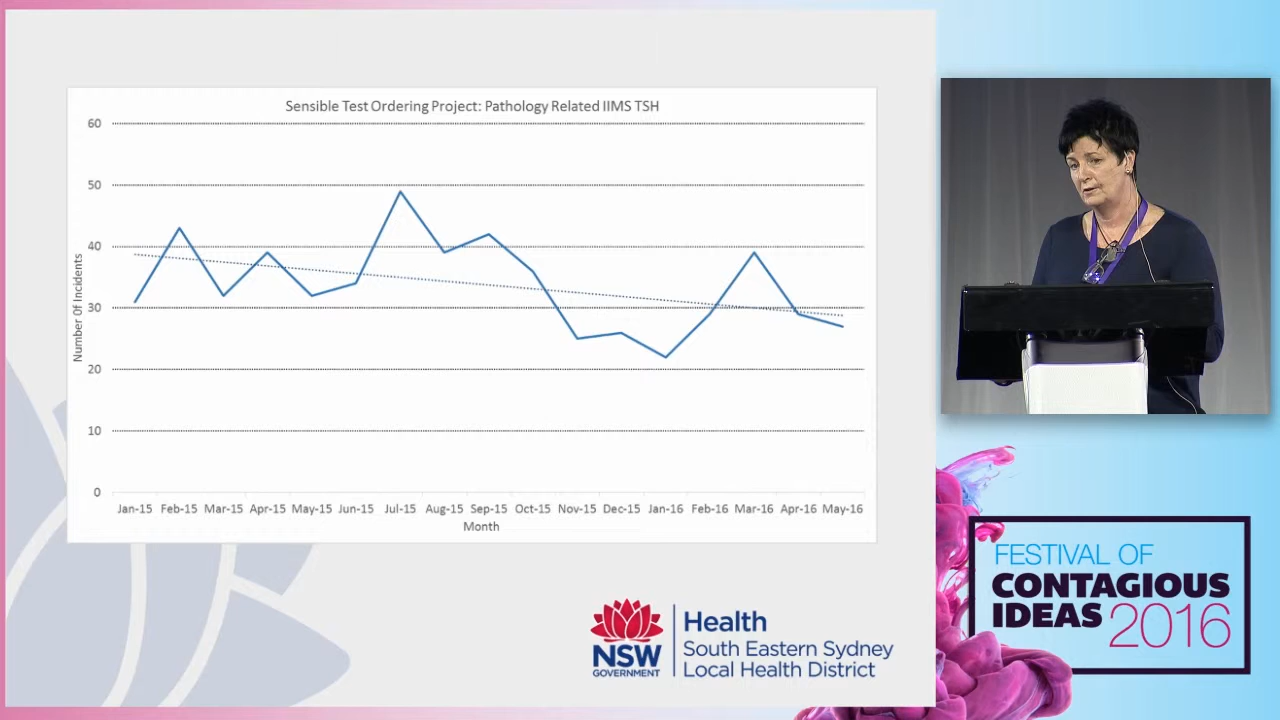 Sensible Test Ordering Project: Pathology Related IIMS TSH
60
50
40
30
20
10
0
Number 0f Incidents
Jan-15 Feb-15 Mar-15 Apr-15 May-15 Jun-15 Jul-15 Aug-15 Sep-15 Oct-15 Nov-15 Dec-15 Jan-16 Feb-16 Mar-16 Apr-16 May-16
Month
NSW
GOVERNMENT
Health
South Eastern Sydney
Local Health District
FESTIVAL OF
CONTAGIOUS
IDEAS 2016